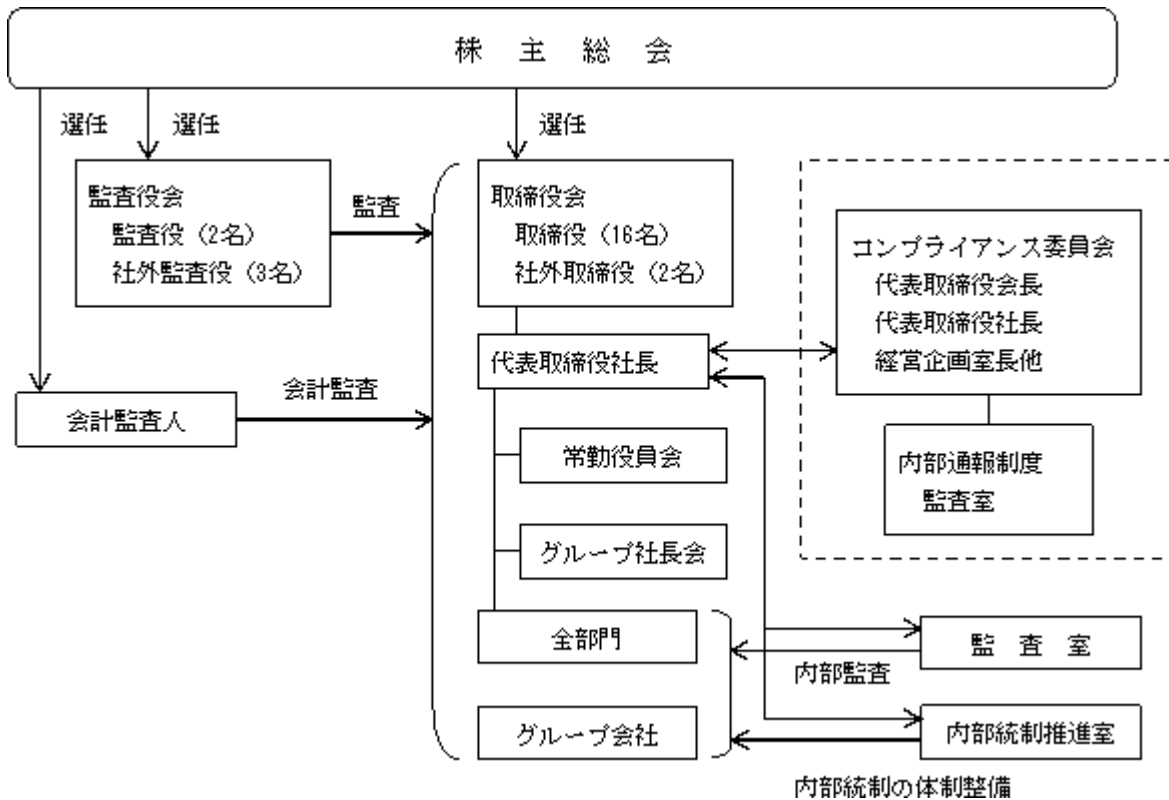 株 主 総 会
選任
選任
選任
監査役会
監査役（2名）
社外監査役（3名）
監査
取締役会
取締役（16名）
社外取締役（2名）
コンプライアンス委員会
代表取締役会長
代表取締役社長
経営企画室長他
代表取締役社長
会計監査
会計監査人
常勤役員会
内部通報制度
監査室
グループ社長会
全部門
監 査 室
内部監査
グループ会社
内部統制推進室
内部統制の体制整備